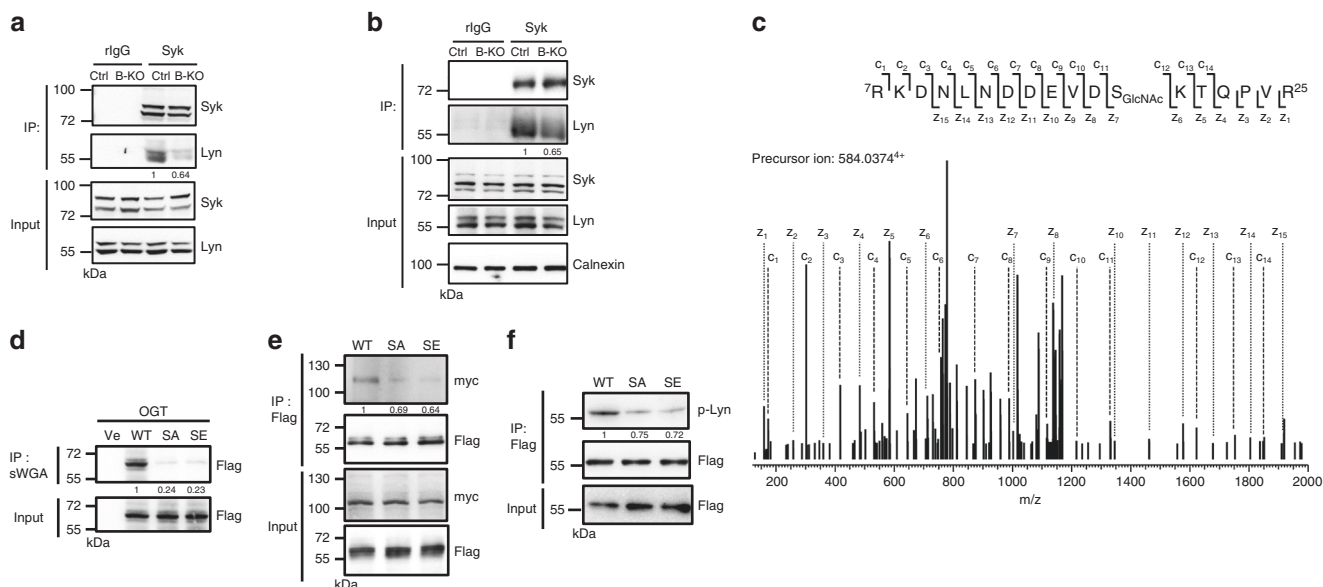 a
rIgG Syk
Ctrl B-KO Ctrl B-KO
IP:
100
72
Syk
55
Lyn
1 0.64
Input
100
72
Syk
55
Lyn
kDa
b
rIgG Syk
Ctrl B-KO Ctrl B-KO
IP:
72
Syk
55
Lyn
1 0.65
Input
100
72
Syk
55
Lyn
100
Calnexin
kDa
c
c1 c2 c3 c4 c5 c6 c7 c8 c9 c10 c11 c12 c13 c14
7R K D N L N D D E V D S GlcNAc K T Q P V R25
z15 z14 z13 z12 z11 z10 z9 z8 z7 z6 z5 z4 z3 z2 z1
Precursor ion: 584.03744+
z1 z2 z3 z4 z5 z6 z7 z8 z10 z11 z12 z13 z14 z15
c1 c2 c3 c4 c5 c6 c7 c8 c9 c10 c11 c12 c13 c14
200 400 600 800 1000 1200 1400 1600 1800 2000
m/z
d
OGT
Ve WT SA SE
IP :
sWGA
72
55
Flag
1 0.24 0.23
Input
72
55
Flag
kDa
e
WT SA SE
IP :
Flag
130
100
myc
1 0.69 0.64
72
55
Flag
Input
130
100
myc
72
55
Flag
kDa
f
WT SA SE
IP:
Flag
55
p-Lyn
1 0.75 0.72
55
Flag
Input
55
Flag
kDa